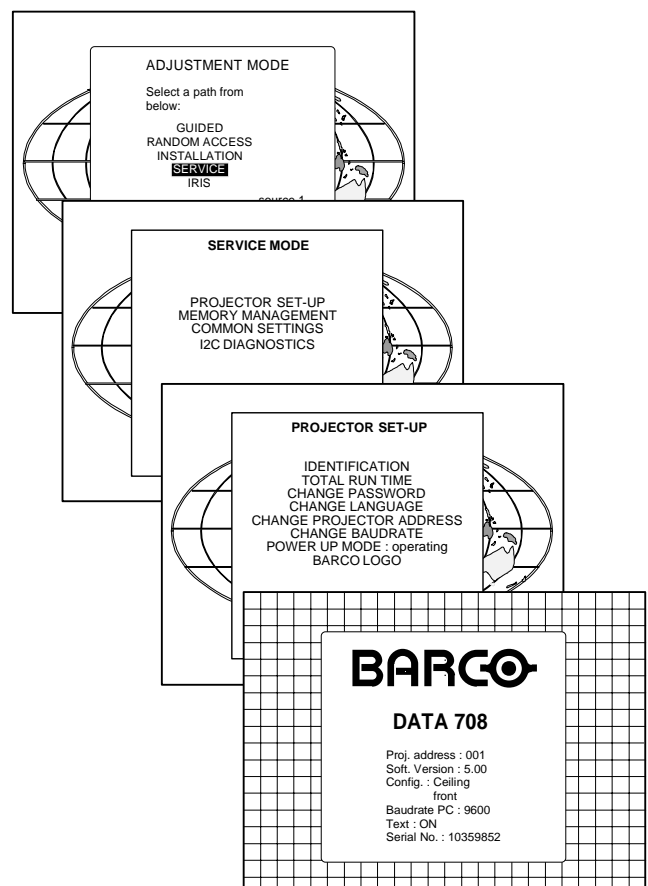 ADJUSTMENT MODE
Select a path from
below:
GUIDED
RANDOM ACCESS
INSTALLATION
SERVICE
IRIS
source 1
SERVICE MODE
PROJECTOR SET-UP
MEMORY MANAGEMENT
COMMON SETTINGS
I2C DIAGNOSTICS
PROJECTOR SET-UP
IDENTIFICATION
TOTAL RUN TIME
CHANGE PASSWORD
CHANGE LANGUAGE
CHANGE PROJECTOR ADDRESS
CHANGE BAUDRATE
POWER UP MODE : operating
BARCO LOGO
BARCO
DATA 708
Proj. address : 001
Soft. Version : 5.00
Config. : Ceiling
front
Baudrate PC : 9600
Text : ON
Serial No. : 10359852